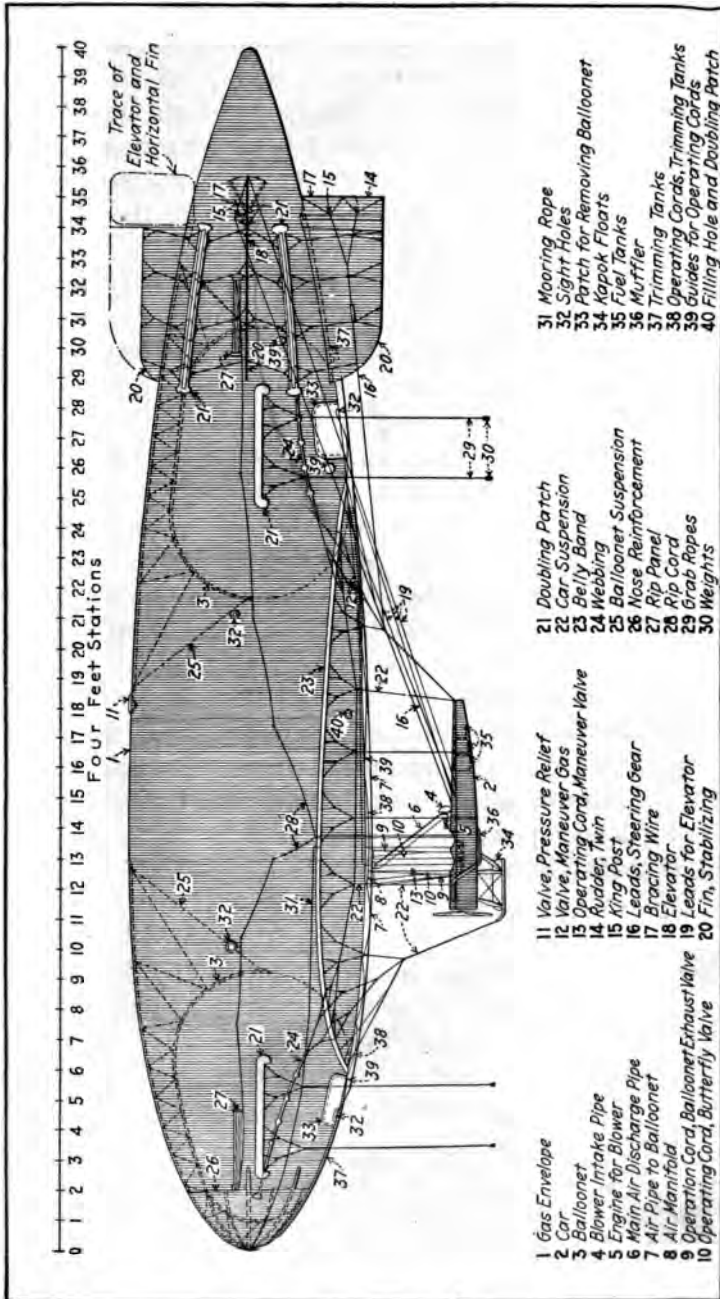 Four Feet Stations
0 1 2 3 4 5 6 7 8 9 10 11 12 13 14 15 16 17 18 19 20 21 22 23 24 25 26 27 28 29 30 31 32 33 34 35 36 37 38 39 40
Trace of
Elevator and
Horizontal Fin
1 Gas Envelope
2 Car
3 Balloonet
4 Blower Intake Pipe
5 Engine for Blower
6 Main Air Discharge Pipe
7 Air Pipe to Balloonet
8 Air Manifold
9 Operation Cord, Balloonet Exhaust Valve
10 Operating Cord, Butterfly Valve
11 Valve, Pressure Relief
12 Valve, Maneuver Gas
13 Operating Cord, Maneuver Valve
14 Rudder, Twin
15 King Post
16 Leads, Steering Gear
17 Bracing Wire
18 Elevator
19 Leads for Elevator
20 Fin, Stabilizing
21 Doubling Patch
22 Car Suspension
23 Belly Band
24 Webbing
25 Balloonet Suspension
26 Nose Reinforcement
27 Rip Panel
28 Rip Cord
29 Grab Ropes
30 Weights
31 Mooring Rope
32 Sight Holes
33 Patch for Removing Balloonet
34 Kapok Floats
35 Fuel Tanks
36 Muffler
37 Trimming Tanks
38 Operating Cords, Trimming Tanks
39 Guides for Operating Cords
40 Filling Hole and Doubling Patch